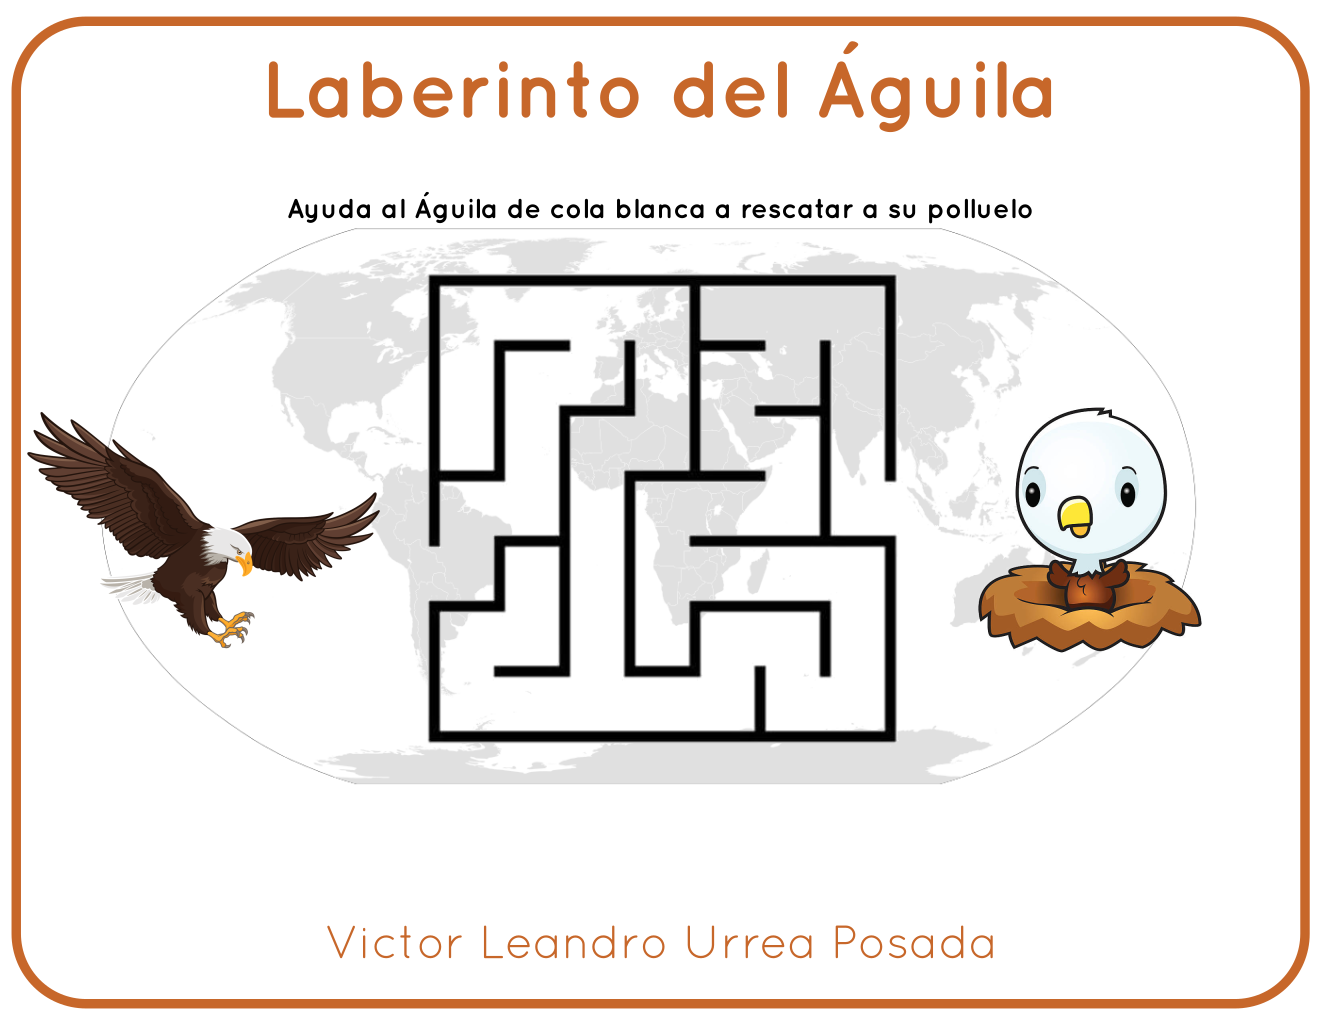 Laberinto del Águila
Ayuda al Águila de cola blanca a rescatar a su polluelo
Victor Leandro Urrea Posada